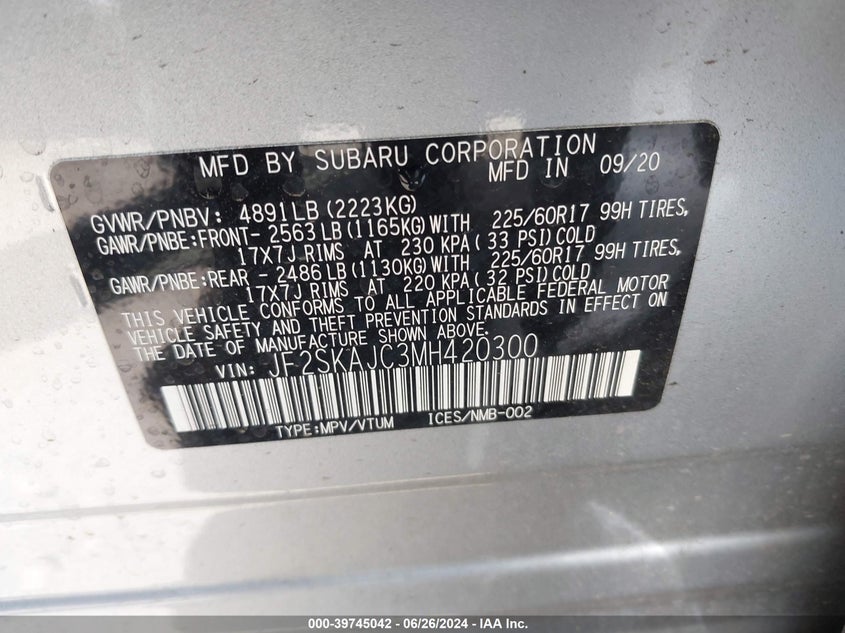 MFD BY SUBARU CORPORATION
MFD IN 09/20
GVWR/PNBV: 4891LB(2223KG)
GAWR/PNBE:FRONT- 2563LB(1165KG)WITH 225/60R17 99H TIRES,
17X7J RIMS AT 230 KPA( 33 PSI)COLD
GAWR/PNBE:REAR - 2486LB(1130KG)WITH 225/60R17 99H TIRES,
17X7J RIMS AT 220 KPA( 32 PSI)COLD
THIS VEHICLE CONFORMS TO ALL APPLICABLE FEDERAL MOTOR
VEHICLE SAFETY AND THEFT PREVENTION STANDARDS IN EFFECT ON
THE DATE OF MANUFACTURE SHOWN ABOVE.
VIN: JF2SKAJC3MH420300
TYPE:MPV/VTUM ICES/NMB-002
000-39745042 - 06/26/2024 - IAA Inc.